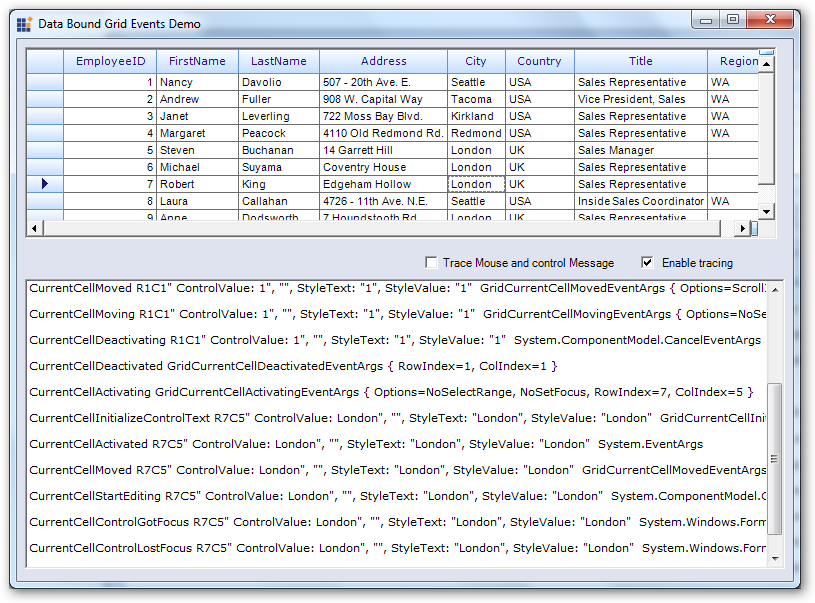 Data Bound Grid Events Demo
EmployeeID FirstName LastName Address City Country Title Region
1 Nancy Davolio 507 - 20th Ave. E. Seattle USA Sales Representative WA
2 Andrew Fuller 908 W. Capital Way Tacoma USA Vice President, Sales WA
3 Janet Leverling 722 Moss Bay Blvd. Kirkland USA Sales Representative WA
4 Margaret Peacock 4110 Old Redmond Rd. Redmond USA Sales Representative WA
5 Steven Buchanan 14 Garrett Hill London UK Sales Manager
6 Michael Suyama Coventry House London UK Sales Representative
7 Robert King Edgeham Hollow London UK Sales Representative
8 Laura Callahan 4726 - 11th Ave. N.E. Seattle USA Inside Sales Coordinator WA
9 Anne Dodsworth 7 Houndstooth Rd London UK Sales Representative
Trace Mouse and control Message Enable tracing
CurrentCellMoved R1C1" ControlValue: 1", "", StyleText: "1", StyleValue: "1" GridCurrentCellMovedEventArgs { Options=Scroll
CurrentCellMoving R1C1" ControlValue: 1", "", StyleText: "1", StyleValue: "1" GridCurrentCellMovingEventArgs { Options=NoSe
CurrentCellDeactivating R1C1" ControlValue: 1", "", StyleText: "1", StyleValue: "1" System.ComponentModel.CancelEventArgs
CurrentCellDeactivated GridCurrentCellDeactivatedEventArgs { RowIndex=1, ColIndex=1 }
CurrentCellActivating GridCurrentCellActivatingEventArgs { Options=NoSelectRange, NoSetFocus, RowIndex=7, ColIndex=5 }
CurrentCellInitializeControlText R7C5" ControlValue: London", "", StyleText: "London", StyleValue: "London" GridCurrentCellInit
CurrentCellActivated R7C5" ControlValue: London", "", StyleText: "London", StyleValue: "London" System.EventArgs
CurrentCellMoved R7C5" ControlValue: London", "", StyleText: "London", StyleValue: "London" GridCurrentCellMovedEventArgs
CurrentCellStartEditing R7C5" ControlValue: London", "", StyleText: "London", StyleValue: "London" System.ComponentModel.C
CurrentCellControlGotFocus R7C5" ControlValue: London", "", StyleText: "London", StyleValue: "London" System.Windows.Form
CurrentCellControlLostFocus R7C5" ControlValue: London", "", StyleText: "London", StyleValue: "London" System.Windows.Form